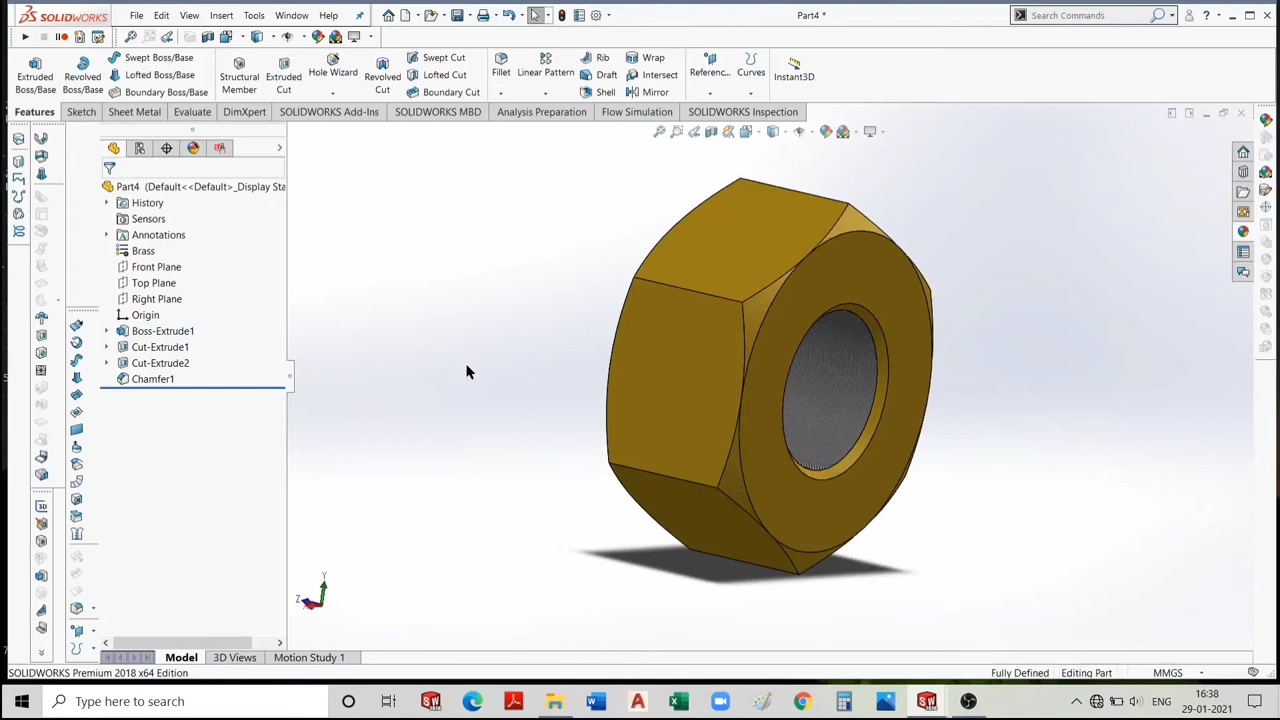 SOLIDWORKS File Edit View Insert Tools Window Help Part4 * Search Commands ?
Extruded Boss/Base
Revolved Boss/Base
Swept Boss/Base
Lofted Boss/Base
Boundary Boss/Base
Structural Member
Extruded Cut
Hole Wizard
Revolved Cut
Swept Cut
Lofted Cut
Boundary Cut
Fillet
Linear Pattern
Rib
Draft
Shell
Wrap
Intersect
Mirror
Referenc...
Curves
Instant3D
Features Sketch Sheet Metal Evaluate DimXpert SOLIDWORKS Add-Ins SOLIDWORKS MBD Analysis Preparation Flow Simulation SOLIDWORKS Inspection
Part4 (Default<<Default>_Display Sta
History
Sensors
Annotations
Brass
Front Plane
Top Plane
Right Plane
Origin
Boss-Extrude1
Cut-Extrude1
Cut-Extrude2
Chamfer1
3D
Y
Z
Model 3D Views Motion Study 1
SOLIDWORKS Premium 2018 x64 Edition Fully Defined Editing Part MMGS
Type here to search ENG 16:38
29-01-2021